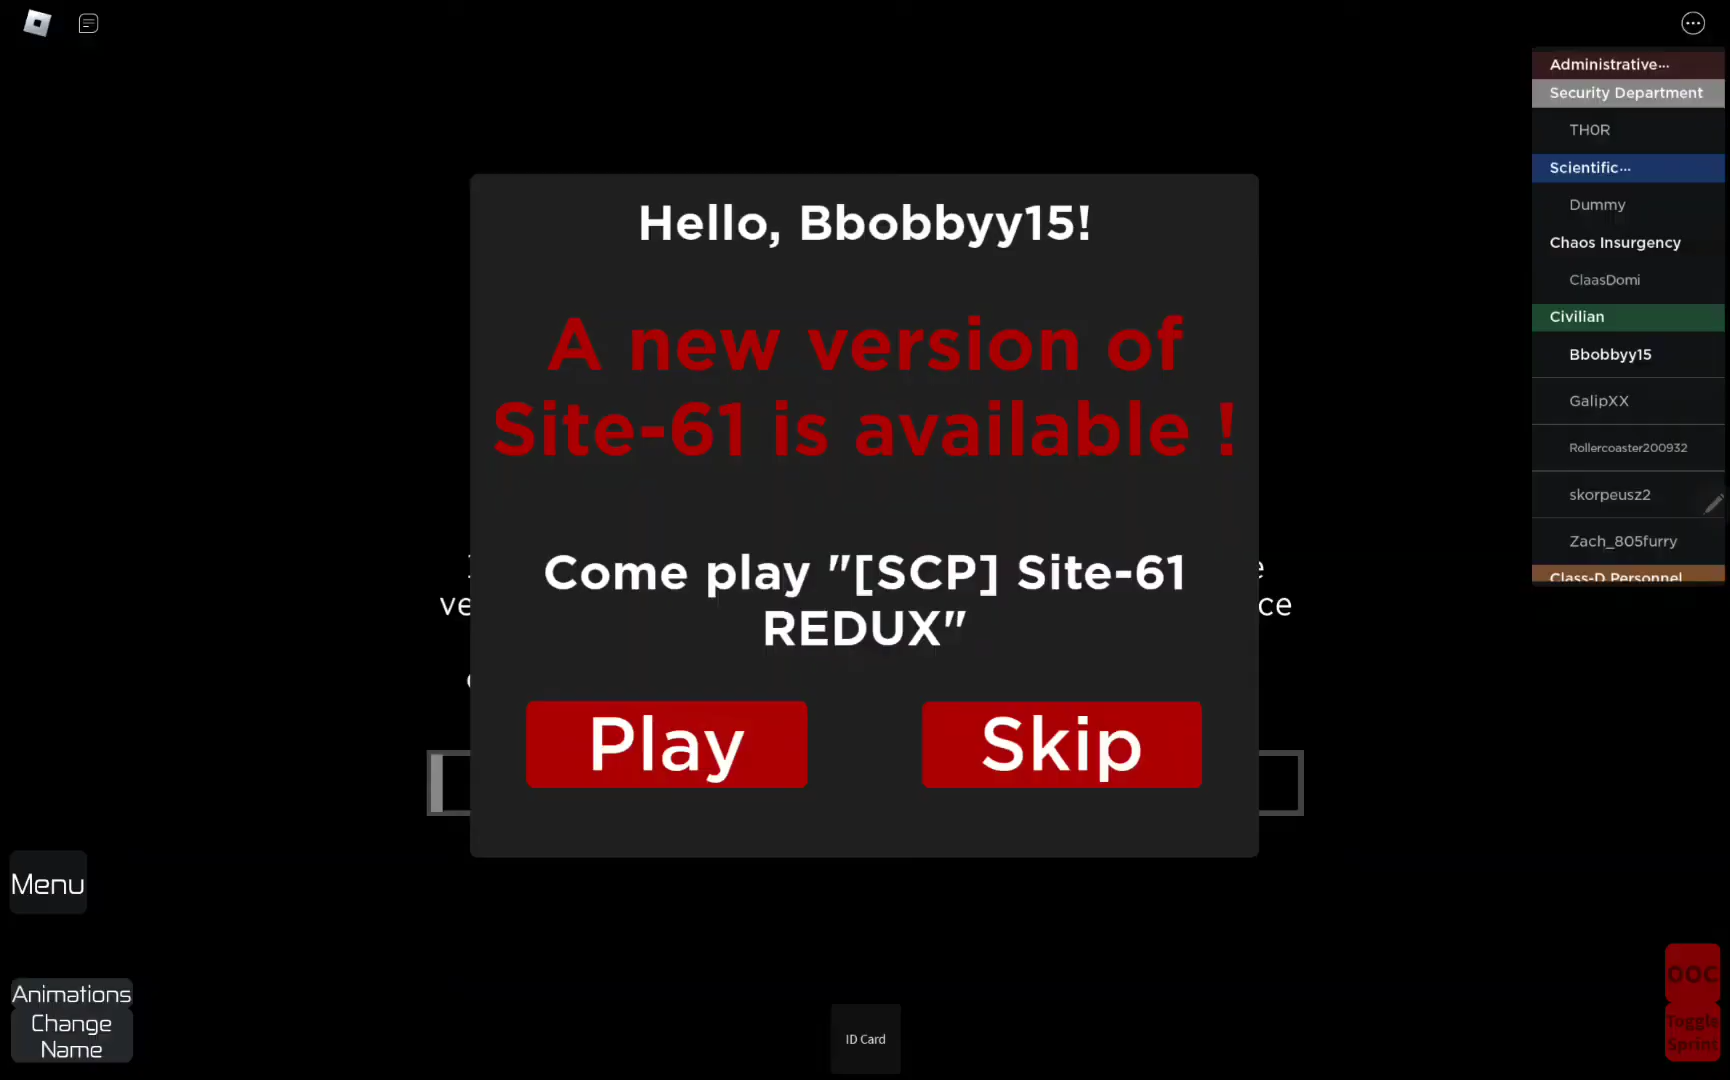 Administrative...
Security Department
TH0R
Scientific...
Dummy
Chaos Insurgency
ClaasDomi
Civilian
Bbobbyy15
GalipXX
Rollercoaster200932
skorpeusz2
Zach_805furry
Class-D Personnel
Hello, Bbobbyy15!
A new version of
Site-61 is available !
Come play "[SCP] Site-61
REDUX"
Play
Skip
Menu
Animations
Change
Name
ID Card
OOC
Toggle
Sprint